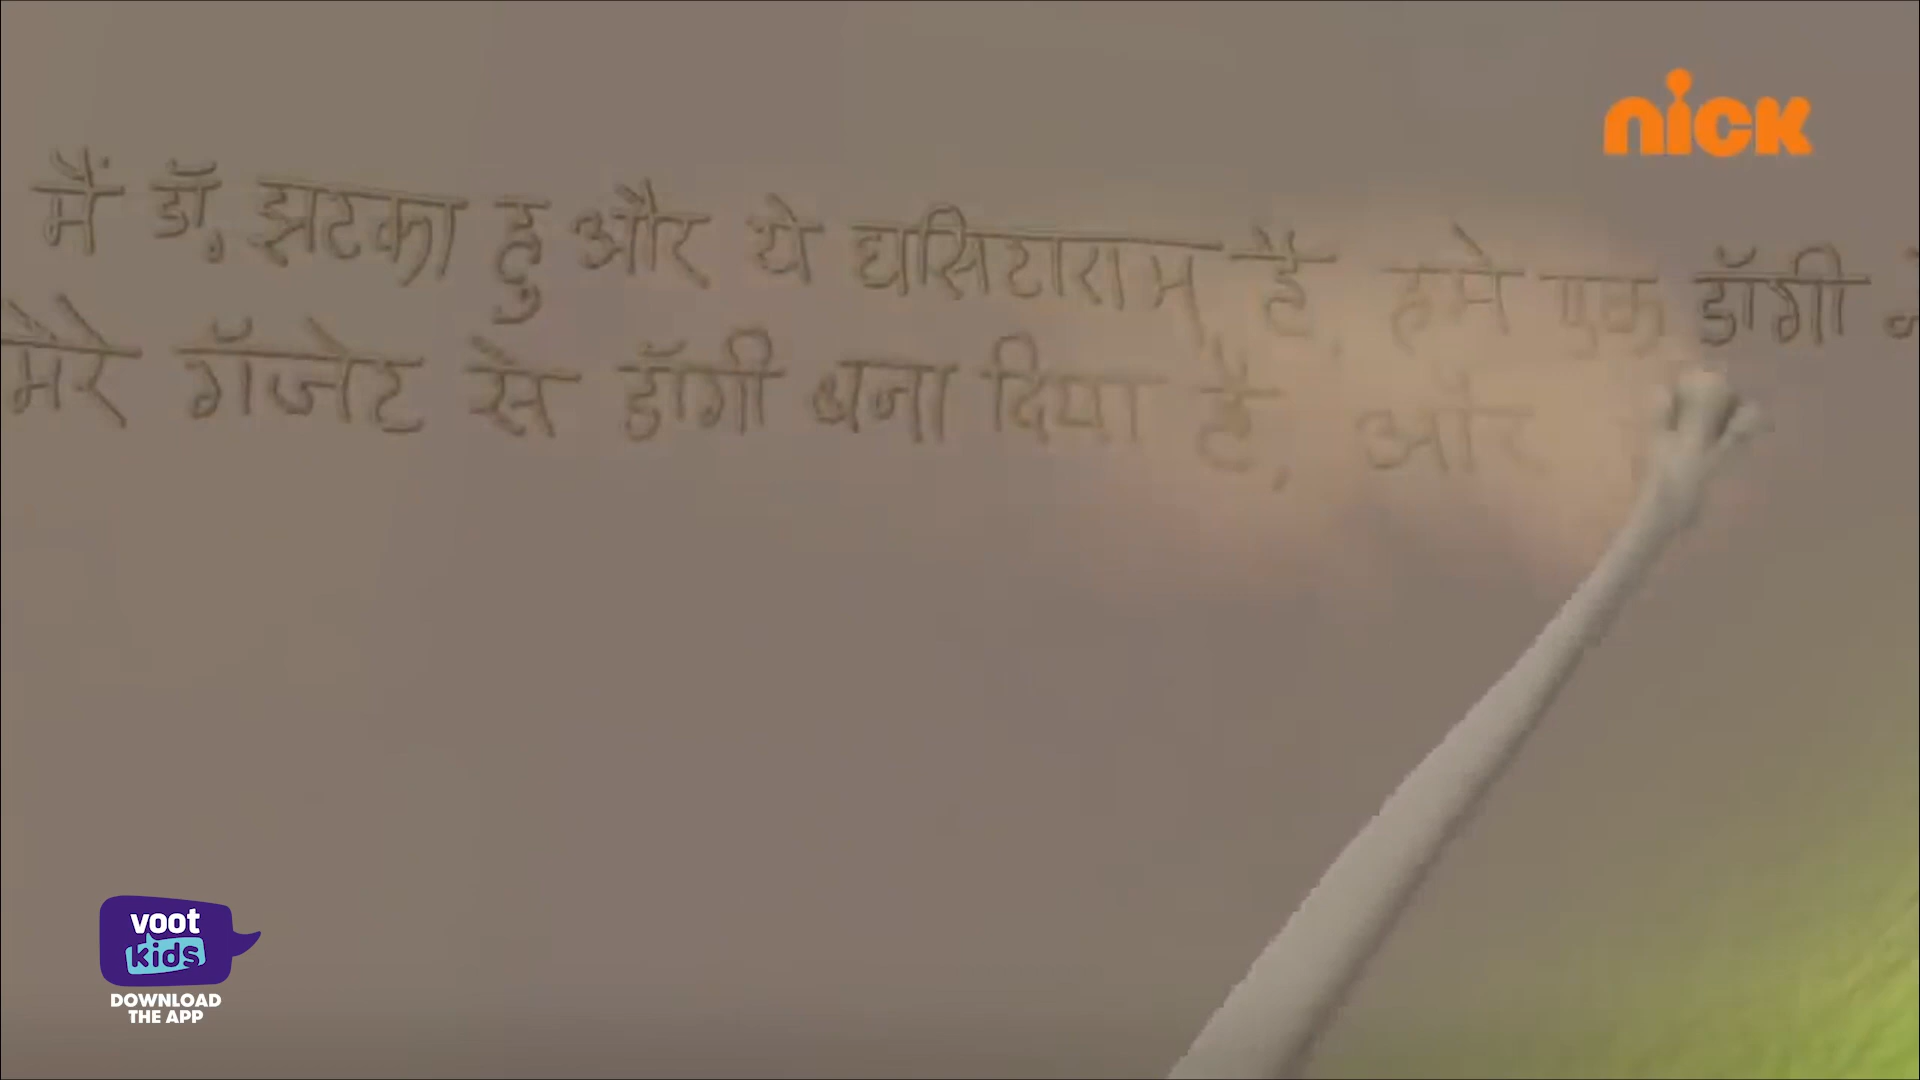 nick
मैं डॉ. झटका हु और ये घसिटाराम है, हमे एक डॉगी ने
मेरे गॅजेट से डॉगी बना दिया है, और
voot
kids
DOWNLOAD
THE APP